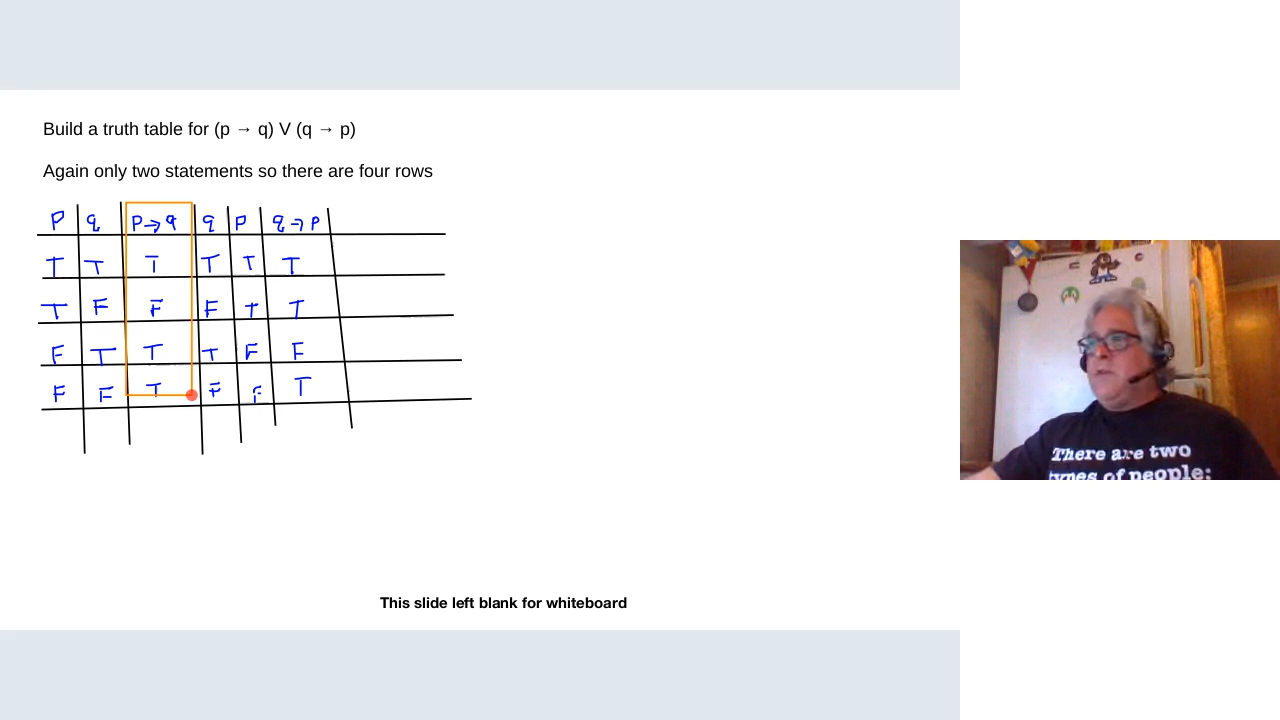 Build a truth table for (p → q) V (q → p)
Again only two statements so there are four rows
P q P→q q P q→p
T T T T T T
T F F F T T
F T T T F F
F F T F F T
There are two
types of people:
This slide left blank for whiteboard